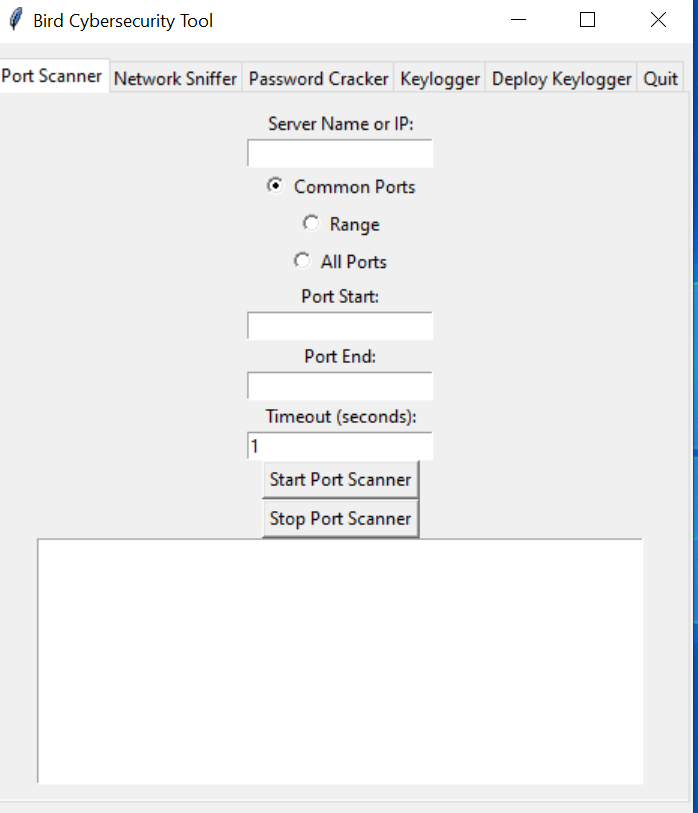 Bird Cybersecurity Tool
Port Scanner Network Sniffer Password Cracker Keylogger Deploy Keylogger Quit
Server Name or IP:
Common Ports
Range
All Ports
Port Start:
Port End:
Timeout (seconds):
1
Start Port Scanner
Stop Port Scanner